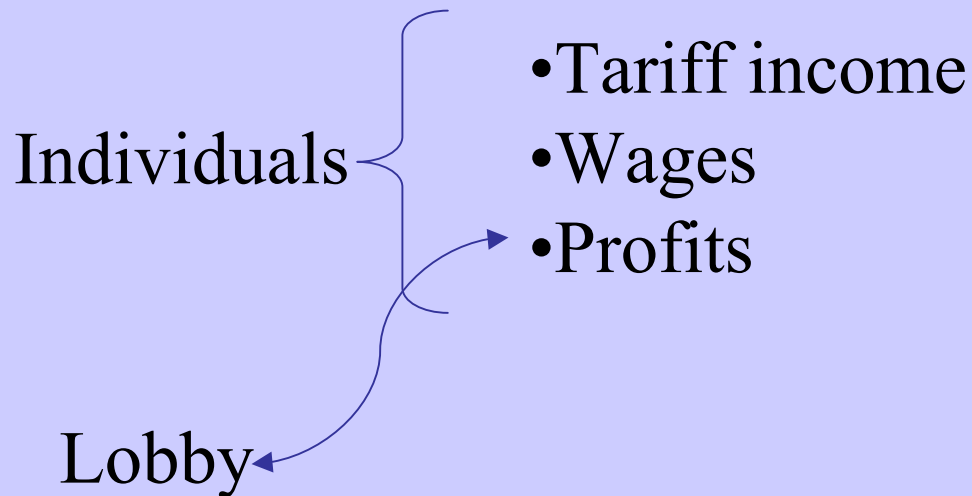 •Tariff income
Individuals
•Wages
•Profits
Lobby